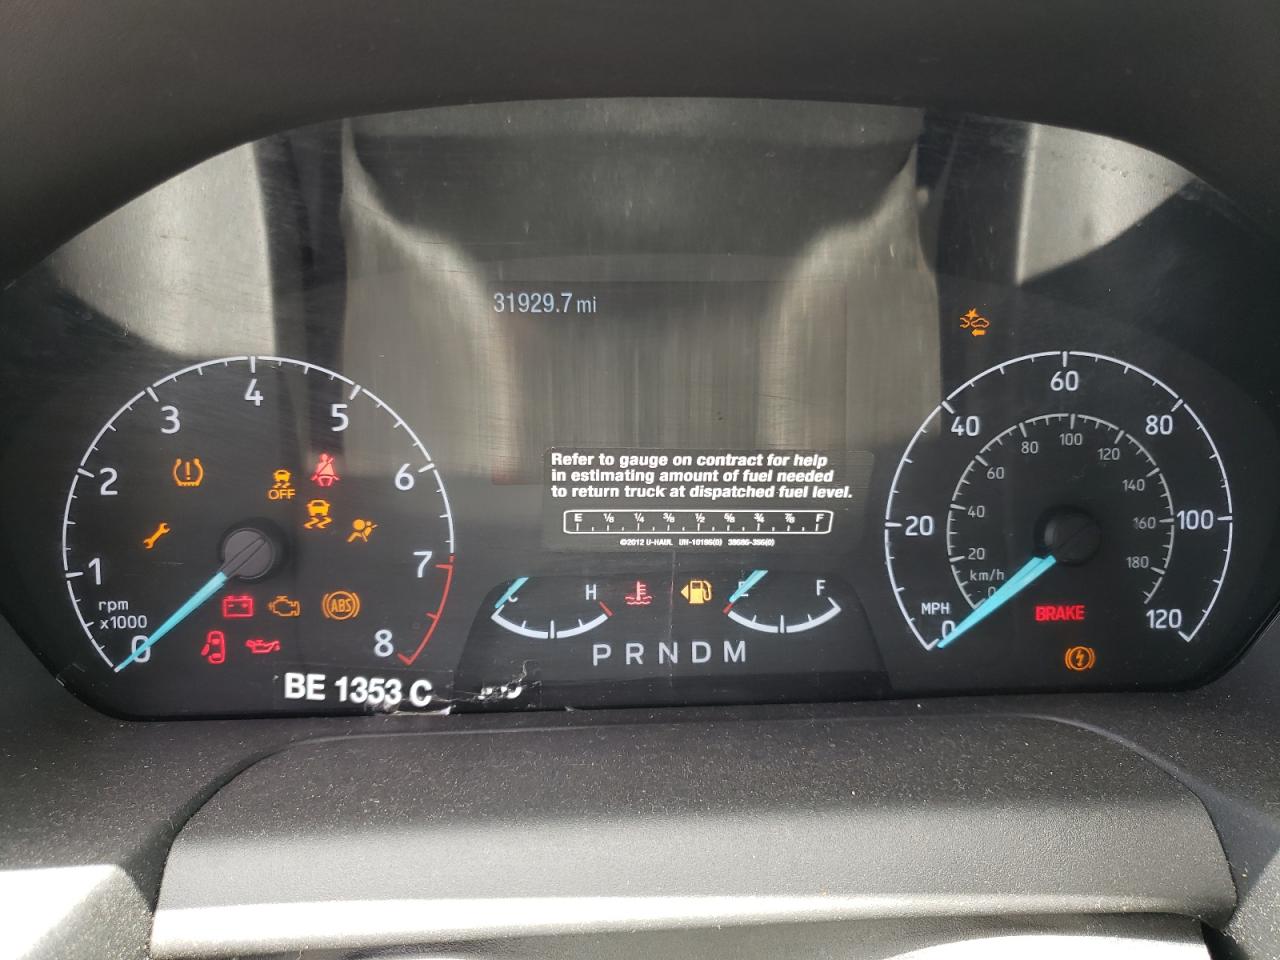 31929.7 mi
0
1
2
3
4
5
6
7
8
rpm
x1000
OFF
ABS
BE 1353 C
Refer to gauge on contract for help
in estimating amount of fuel needed
to return truck at dispatched fuel level.
E ⅛ ¼ ⅜ ½ ⅝ ¾ ⅞ F
©2012 U-HAUL
C H
E F
P R N D M
0
20
40
60
80
100
120
MPH
0
20
40
60
80
100
120
140
160
180
km/h
BRAKE